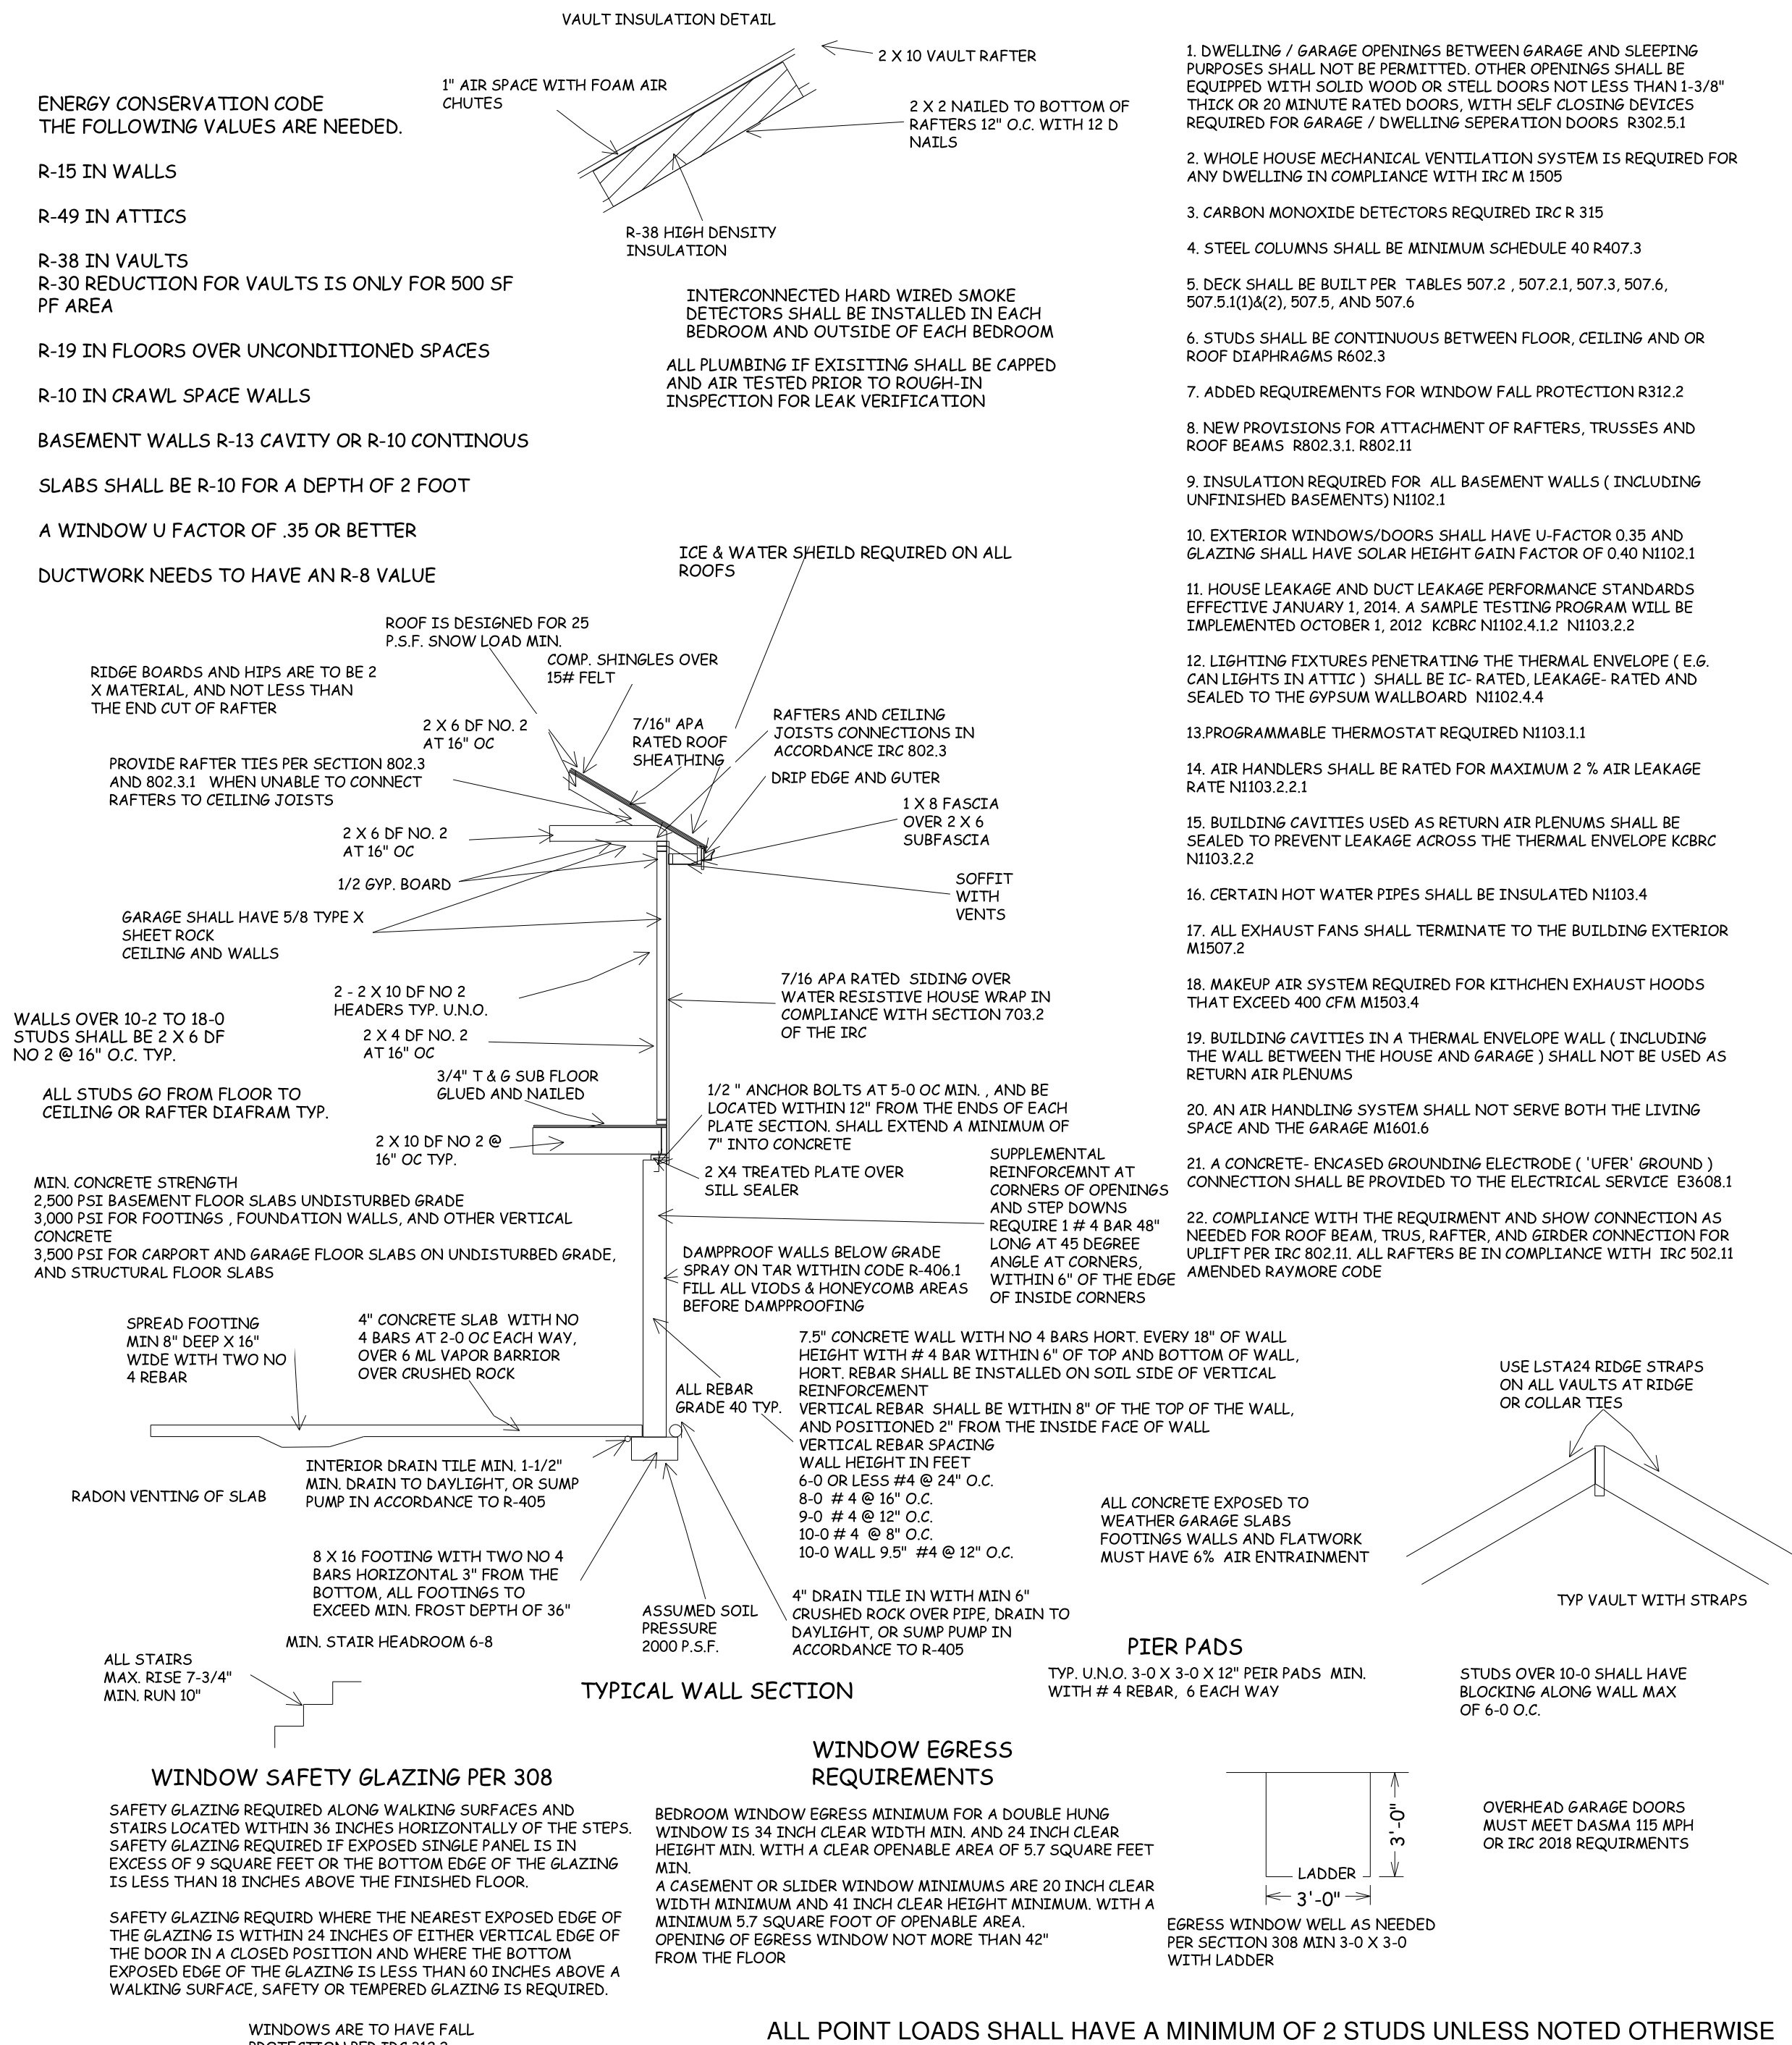 VAULT INSULATION DETAIL
2 X 10 VAULT RAFTER
1" AIR SPACE WITH FOAM AIR
CHUTES
2 X 2 NAILED TO BOTTOM OF
RAFTERS 12" O.C. WITH 12 D
NAILS
R-38 HIGH DENSITY
INSULATION
ENERGY CONSERVATION CODE
THE FOLLOWING VALUES ARE NEEDED.
R-15 IN WALLS
R-49 IN ATTICS
R-38 IN VAULTS
R-30 REDUCTION FOR VAULTS IS ONLY FOR 500 SF
PF AREA
R-19 IN FLOORS OVER UNCONDITIONED SPACES
R-10 IN CRAWL SPACE WALLS
BASEMENT WALLS R-13 CAVITY OR R-10 CONTINOUS
SLABS SHALL BE R-10 FOR A DEPTH OF 2 FOOT
A WINDOW U FACTOR OF .35 OR BETTER
DUCTWORK NEEDS TO HAVE AN R-8 VALUE
INTERCONNECTED HARD WIRED SMOKE
DETECTORS SHALL BE INSTALLED IN EACH
BEDROOM AND OUTSIDE OF EACH BEDROOM
ALL PLUMBING IF EXISITING SHALL BE CAPPED
AND AIR TESTED PRIOR TO ROUGH-IN
INSPECTION FOR LEAK VERIFICATION
1. DWELLING / GARAGE OPENINGS BETWEEN GARAGE AND SLEEPING
PURPOSES SHALL NOT BE PERMITTED. OTHER OPENINGS SHALL BE
EQUIPPED WITH SOLID WOOD OR STELL DOORS NOT LESS THAN 1-3/8"
THICK OR 20 MINUTE RATED DOORS, WITH SELF CLOSING DEVICES
REQUIRED FOR GARAGE / DWELLING SEPERATION DOORS R302.5.1
2. WHOLE HOUSE MECHANICAL VENTILATION SYSTEM IS REQUIRED FOR
ANY DWELLING IN COMPLIANCE WITH IRC M 1505
3. CARBON MONOXIDE DETECTORS REQUIRED IRC R 315
4. STEEL COLUMNS SHALL BE MINIMUM SCHEDULE 40 R407.3
5. DECK SHALL BE BUILT PER TABLES 507.2 , 507.2.1, 507.3, 507.6,
507.5.1(1)&(2), 507.5, AND 507.6
6. STUDS SHALL BE CONTINUOUS BETWEEN FLOOR, CEILING AND OR
ROOF DIAPHRAGMS R602.3
7. ADDED REQUIREMENTS FOR WINDOW FALL PROTECTION R312.2
8. NEW PROVISIONS FOR ATTACHMENT OF RAFTERS, TRUSSES AND
ROOF BEAMS R802.3.1. R802.11
9. INSULATION REQUIRED FOR ALL BASEMENT WALLS ( INCLUDING
UNFINISHED BASEMENTS) N1102.1
10. EXTERIOR WINDOWS/DOORS SHALL HAVE U-FACTOR 0.35 AND
GLAZING SHALL HAVE SOLAR HEIGHT GAIN FACTOR OF 0.40 N1102.1
11. HOUSE LEAKAGE AND DUCT LEAKAGE PERFORMANCE STANDARDS
EFFECTIVE JANUARY 1, 2014. A SAMPLE TESTING PROGRAM WILL BE
IMPLEMENTED OCTOBER 1, 2012 KCBRC N1102.4.1.2 N1103.2.2
12. LIGHTING FIXTURES PENETRATING THE THERMAL ENVELOPE ( E.G.
CAN LIGHTS IN ATTIC ) SHALL BE IC- RATED, LEAKAGE- RATED AND
SEALED TO THE GYPSUM WALLBOARD N1102.4.4
13.PROGRAMMABLE THERMOSTAT REQUIRED N1103.1.1
14. AIR HANDLERS SHALL BE RATED FOR MAXIMUM 2 % AIR LEAKAGE
RATE N1103.2.2.1
15. BUILDING CAVITIES USED AS RETURN AIR PLENUMS SHALL BE
SEALED TO PREVENT LEAKAGE ACROSS THE THERMAL ENVELOPE KCBRC
N1103.2.2
16. CERTAIN HOT WATER PIPES SHALL BE INSULATED N1103.4
17. ALL EXHAUST FANS SHALL TERMINATE TO THE BUILDING EXTERIOR
M1507.2
18. MAKEUP AIR SYSTEM REQUIRED FOR KITHCHEN EXHAUST HOODS
THAT EXCEED 400 CFM M1503.4
19. BUILDING CAVITIES IN A THERMAL ENVELOPE WALL ( INCLUDING
THE WALL BETWEEN THE HOUSE AND GARAGE ) SHALL NOT BE USED AS
RETURN AIR PLENUMS
20. AN AIR HANDLING SYSTEM SHALL NOT SERVE BOTH THE LIVING
SPACE AND THE GARAGE M1601.6
21. A CONCRETE- ENCASED GROUNDING ELECTRODE ( 'UFER' GROUND )
CONNECTION SHALL BE PROVIDED TO THE ELECTRICAL SERVICE E3608.1
22. COMPLIANCE WITH THE REQUIRMENT AND SHOW CONNECTION AS
NEEDED FOR ROOF BEAM, TRUS, RAFTER, AND GIRDER CONNECTION FOR
UPLIFT PER IRC 802.11. ALL RAFTERS BE IN COMPLIANCE WITH IRC 502.11
AMENDED RAYMORE CODE
ICE & WATER SHEILD REQUIRED ON ALL
ROOFS
ROOF IS DESIGNED FOR 25
P.S.F. SNOW LOAD MIN.
COMP. SHINGLES OVER
15# FELT
RIDGE BOARDS AND HIPS ARE TO BE 2
X MATERIAL, AND NOT LESS THAN
THE END CUT OF RAFTER
2 X 6 DF NO. 2
AT 16" OC
7/16" APA
RATED ROOF
SHEATHING
RAFTERS AND CEILING
JOISTS CONNECTIONS IN
ACCORDANCE IRC 802.3
PROVIDE RAFTER TIES PER SECTION 802.3
AND 802.3.1 WHEN UNABLE TO CONNECT
RAFTERS TO CEILING JOISTS
DRIP EDGE AND GUTER
1 X 8 FASCIA
OVER 2 X 6
SUBFASCIA
2 X 6 DF NO. 2
AT 16" OC
1/2 GYP. BOARD
SOFFIT
WITH
VENTS
GARAGE SHALL HAVE 5/8 TYPE X
SHEET ROCK
CEILING AND WALLS
2 - 2 X 10 DF NO 2
HEADERS TYP. U.N.O.
7/16 APA RATED SIDING OVER
WATER RESISTIVE HOUSE WRAP IN
COMPLIANCE WITH SECTION 703.2
OF THE IRC
WALLS OVER 10-2 TO 18-0
STUDS SHALL BE 2 X 6 DF
NO 2 @ 16" O.C. TYP.
2 X 4 DF NO. 2
AT 16" OC
3/4" T & G SUB FLOOR
GLUED AND NAILED
ALL STUDS GO FROM FLOOR TO
CEILING OR RAFTER DIAFRAM TYP.
1/2 " ANCHOR BOLTS AT 5-0 OC MIN. , AND BE
LOCATED WITHIN 12" FROM THE ENDS OF EACH
PLATE SECTION. SHALL EXTEND A MINIMUM OF
7" INTO CONCRETE
2 X 10 DF NO 2 @
16" OC TYP.
2 X4 TREATED PLATE OVER
SILL SEALER
SUPPLEMENTAL
REINFORCEMNT AT
CORNERS OF OPENINGS
AND STEP DOWNS
REQUIRE 1 # 4 BAR 48"
LONG AT 45 DEGREE
ANGLE AT CORNERS,
WITHIN 6" OF THE EDGE
OF INSIDE CORNERS
MIN. CONCRETE STRENGTH
2,500 PSI BASEMENT FLOOR SLABS UNDISTURBED GRADE
3,000 PSI FOR FOOTINGS , FOUNDATION WALLS, AND OTHER VERTICAL
CONCRETE
3,500 PSI FOR CARPORT AND GARAGE FLOOR SLABS ON UNDISTURBED GRADE,
AND STRUCTURAL FLOOR SLABS
DAMPPROOF WALLS BELOW GRADE
SPRAY ON TAR WITHIN CODE R-406.1
FILL ALL VIODS & HONEYCOMB AREAS
BEFORE DAMPPROOFING
SPREAD FOOTING
MIN 8" DEEP X 16"
WIDE WITH TWO NO
4 REBAR
4" CONCRETE SLAB WITH NO
4 BARS AT 2-0 OC EACH WAY,
OVER 6 ML VAPOR BARRIOR
OVER CRUSHED ROCK
ALL REBAR
GRADE 40 TYP.
7.5" CONCRETE WALL WITH NO 4 BARS HORT. EVERY 18" OF WALL
HEIGHT WITH # 4 BAR WITHIN 6" OF TOP AND BOTTOM OF WALL,
HORT. REBAR SHALL BE INSTALLED ON SOIL SIDE OF VERTICAL
REINFORCEMENT
VERTICAL REBAR SHALL BE WITHIN 8" OF THE TOP OF THE WALL,
AND POSITIONED 2" FROM THE INSIDE FACE OF WALL
VERTICAL REBAR SPACING
WALL HEIGHT IN FEET
6-0 OR LESS #4 @ 24" O.C.
8-0 # 4 @ 16" O.C.
9-0 # 4 @ 12" O.C.
10-0 # 4 @ 8" O.C.
10-0 WALL 9.5" #4 @ 12" O.C.
USE LSTA24 RIDGE STRAPS
ON ALL VAULTS AT RIDGE
OR COLLAR TIES
INTERIOR DRAIN TILE MIN. 1-1/2"
MIN. DRAIN TO DAYLIGHT, OR SUMP
PUMP IN ACCORDANCE TO R-405
RADON VENTING OF SLAB
ALL CONCRETE EXPOSED TO
WEATHER GARAGE SLABS
FOOTINGS WALLS AND FLATWORK
MUST HAVE 6% AIR ENTRAINMENT
8 X 16 FOOTING WITH TWO NO 4
BARS HORIZONTAL 3" FROM THE
BOTTOM, ALL FOOTINGS TO
EXCEED MIN. FROST DEPTH OF 36"
ASSUMED SOIL
PRESSURE
2000 P.S.F.
4" DRAIN TILE IN WITH MIN 6"
CRUSHED ROCK OVER PIPE, DRAIN TO
DAYLIGHT, OR SUMP PUMP IN
ACCORDANCE TO R-405
TYP VAULT WITH STRAPS
MIN. STAIR HEADROOM 6-8
ALL STAIRS
MAX. RISE 7-3/4"
MIN. RUN 10"
TYPICAL WALL SECTION
PIER PADS
TYP. U.N.O. 3-0 X 3-0 X 12" PEIR PADS MIN.
WITH # 4 REBAR, 6 EACH WAY
STUDS OVER 10-0 SHALL HAVE
BLOCKING ALONG WALL MAX
OF 6-0 O.C.
WINDOW SAFETY GLAZING PER 308
SAFETY GLAZING REQUIRED ALONG WALKING SURFACES AND
STAIRS LOCATED WITHIN 36 INCHES HORIZONTALLY OF THE STEPS.
SAFETY GLAZING REQUIRED IF EXPOSED SINGLE PANEL IS IN
EXCESS OF 9 SQUARE FEET OR THE BOTTOM EDGE OF THE GLAZING
IS LESS THAN 18 INCHES ABOVE THE FINISHED FLOOR.
SAFETY GLAZING REQUIRD WHERE THE NEAREST EXPOSED EDGE OF
THE GLAZING IS WITHIN 24 INCHES OF EITHER VERTICAL EDGE OF
THE DOOR IN A CLOSED POSITION AND WHERE THE BOTTOM
EXPOSED EDGE OF THE GLAZING IS LESS THAN 60 INCHES ABOVE A
WALKING SURFACE, SAFETY OR TEMPERED GLAZING IS REQUIRED.
WINDOW EGRESS
REQUIREMENTS
BEDROOM WINDOW EGRESS MINIMUM FOR A DOUBLE HUNG
WINDOW IS 34 INCH CLEAR WIDTH MIN. AND 24 INCH CLEAR
HEIGHT MIN. WITH A CLEAR OPENABLE AREA OF 5.7 SQUARE FEET
MIN.
A CASEMENT OR SLIDER WINDOW MINIMUMS ARE 20 INCH CLEAR
WIDTH MINIMUM AND 41 INCH CLEAR HEIGHT MINIMUM. WITH A
MINIMUM 5.7 SQUARE FOOT OF OPENABLE AREA.
OPENING OF EGRESS WINDOW NOT MORE THAN 42"
FROM THE FLOOR
3'-0"
LADDER
3'-0"
EGRESS WINDOW WELL AS NEEDED
PER SECTION 308 MIN 3-0 X 3-0
WITH LADDER
OVERHEAD GARAGE DOORS
MUST MEET DASMA 115 MPH
OR IRC 2018 REQUIRMENTS
WINDOWS ARE TO HAVE FALL
ALL POINT LOADS SHALL HAVE A MINIMUM OF 2 STUDS UNLESS NOTED OTHERWISE